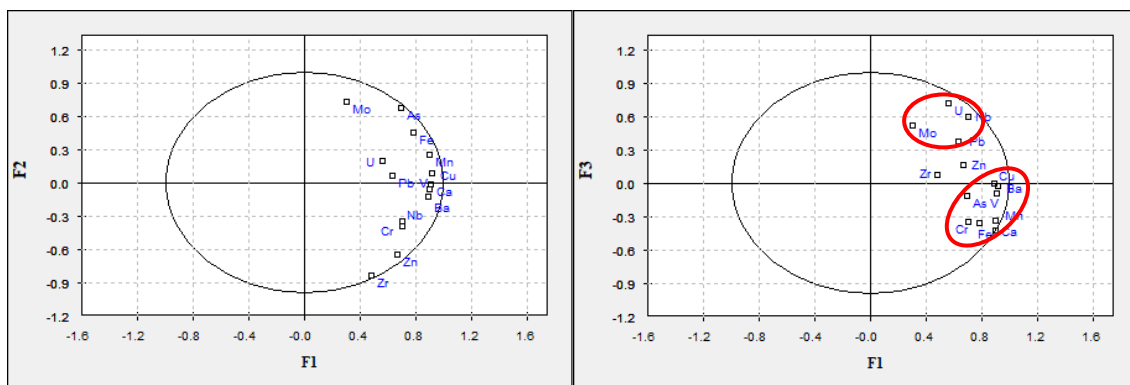 1.2
0.9
0.6
0.3
0.0
-0.3
-0.6
-0.9
-1.2
F2
Mo
As
Fe
U
Mn
Cu
Pb
V
Ca
Ba
Nb
Cr
Zn
Zr
-1.6 -1.2 -0.8 -0.4 -0.0 0.4 0.8 1.2 1.6
F1
1.2
0.9
0.6
0.3
0.0
-0.3
-0.6
-0.9
-1.2
F3
U
Nb
Mo
Pb
Zn
Zr
Cu
Ba
As V
Mn
Cr
Fe
Ca
-1.6 -1.2 -0.8 -0.4 -0.0 0.4 0.8 1.2 1.6
F1